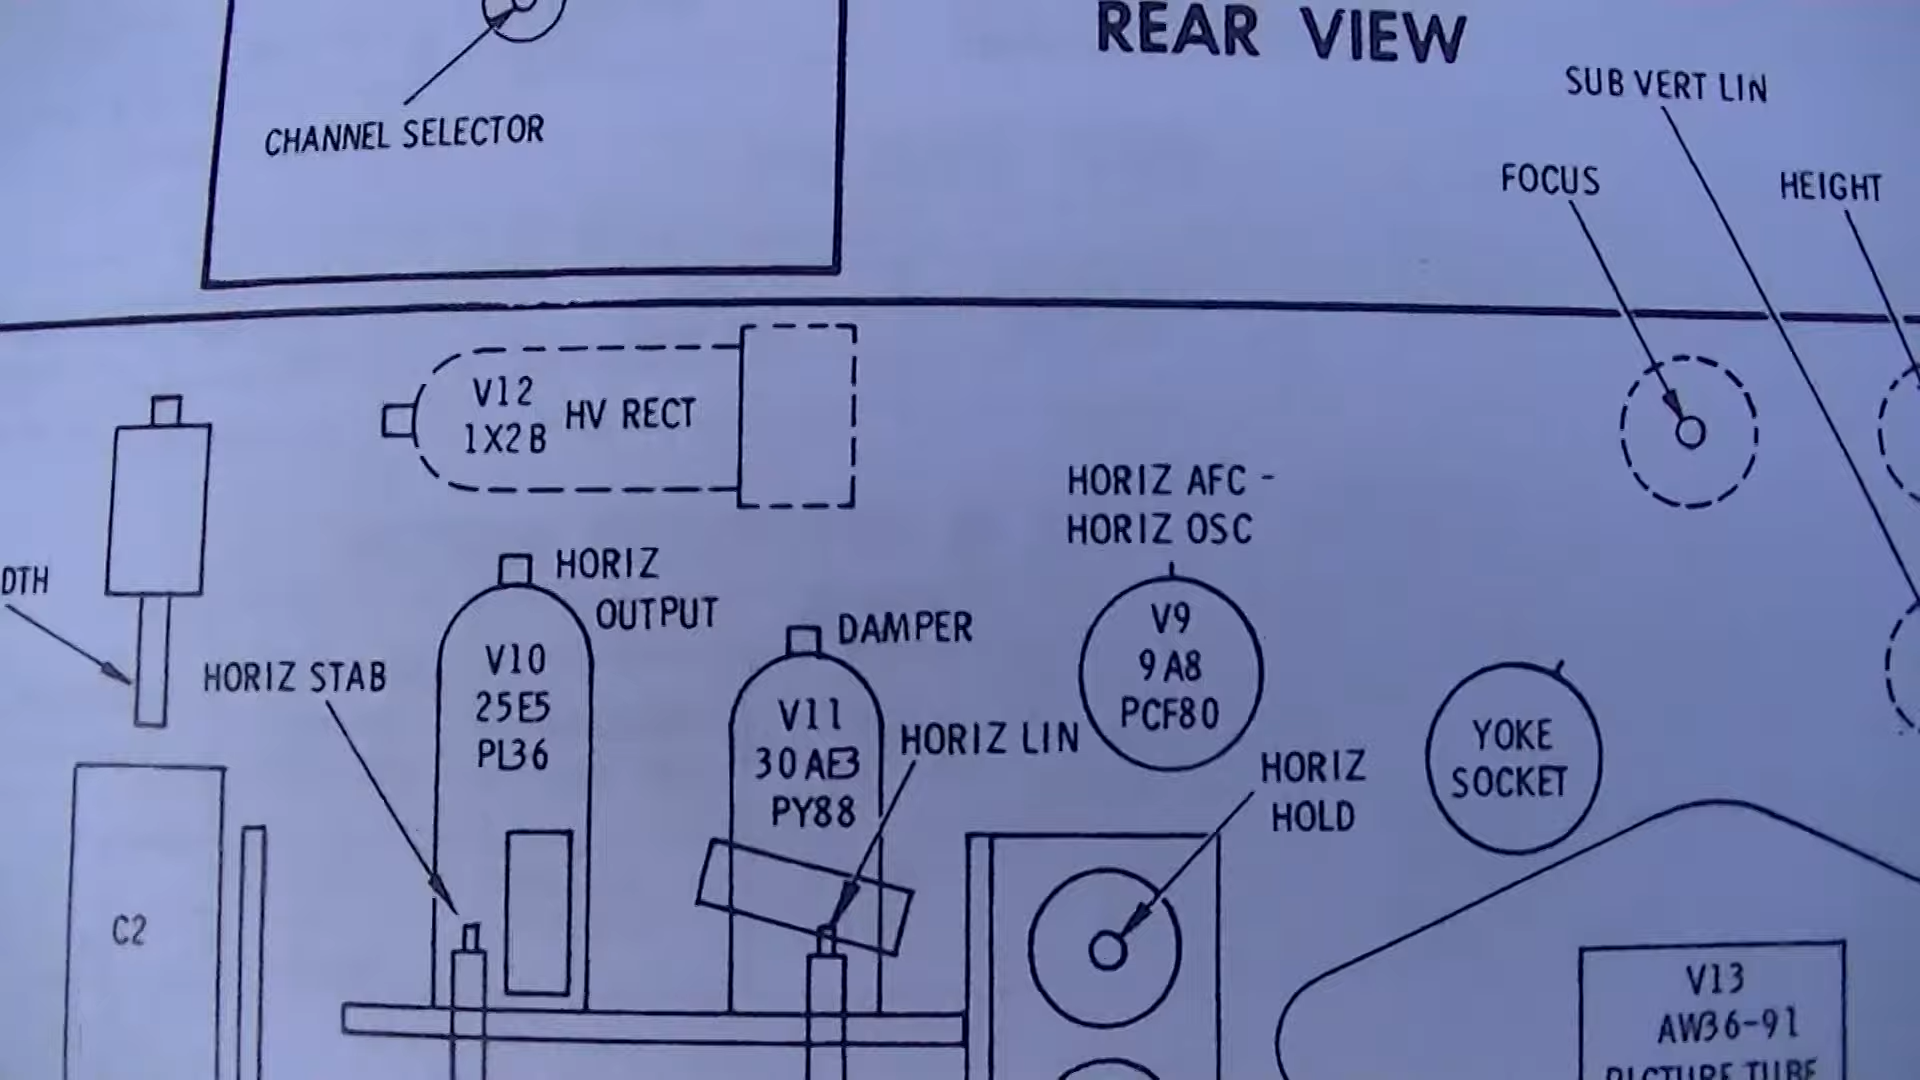 REAR VIEW
SUB VERT LIN
CHANNEL SELECTOR
FOCUS
HEIGHT
V12
1X2B
HV RECT
HORIZ AFC -
HORIZ OSC
DTH
HORIZ
OUTPUT
DAMPER
V9
9A8
PCF80
HORIZ STAB
V10
25E5
PL36
V11
30AE3
PY88
HORIZ LIN
HORIZ
HOLD
YOKE
SOCKET
C2
V13
AW36-91
PICTURE TUBE